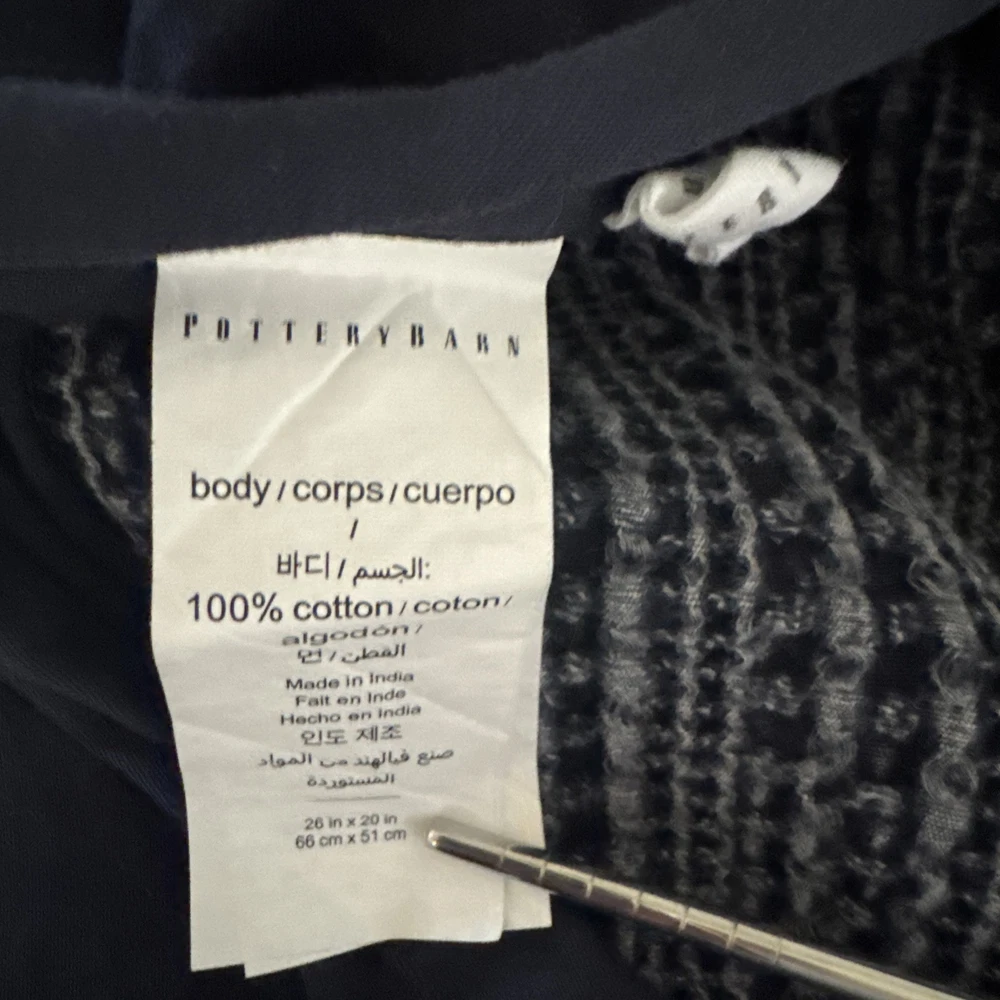 POTTERYBARN
body / corps / cuerpo
/
바디 / الجسم:
100% cotton / coton /
algodón /
면 / القطن
Made in India
Fait en Inde
Hecho en India
인도 제조
صنع فيالهند من المواد
المستوردة
26 in x 20 in
66 cm x 51 cm